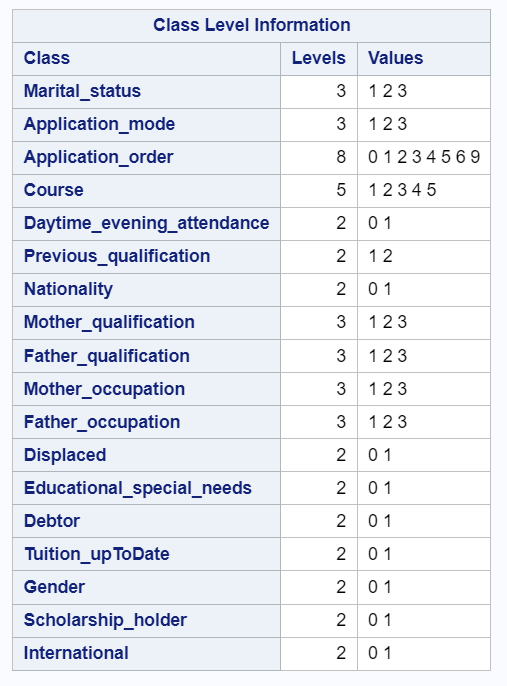 Class Level Information
Class Levels Values
Marital_status 3 1 2 3
Application_mode 3 1 2 3
Application_order 8 0 1 2 3 4 5 6 9
Course 5 1 2 3 4 5
Daytime_evening_attendance 2 0 1
Previous_qualification 2 1 2
Nationality 2 0 1
Mother_qualification 3 1 2 3
Father_qualification 3 1 2 3
Mother_occupation 3 1 2 3
Father_occupation 3 1 2 3
Displaced 2 0 1
Educational_special_needs 2 0 1
Debtor 2 0 1
Tuition_upToDate 2 0 1
Gender 2 0 1
Scholarship_holder 2 0 1
International 2 0 1